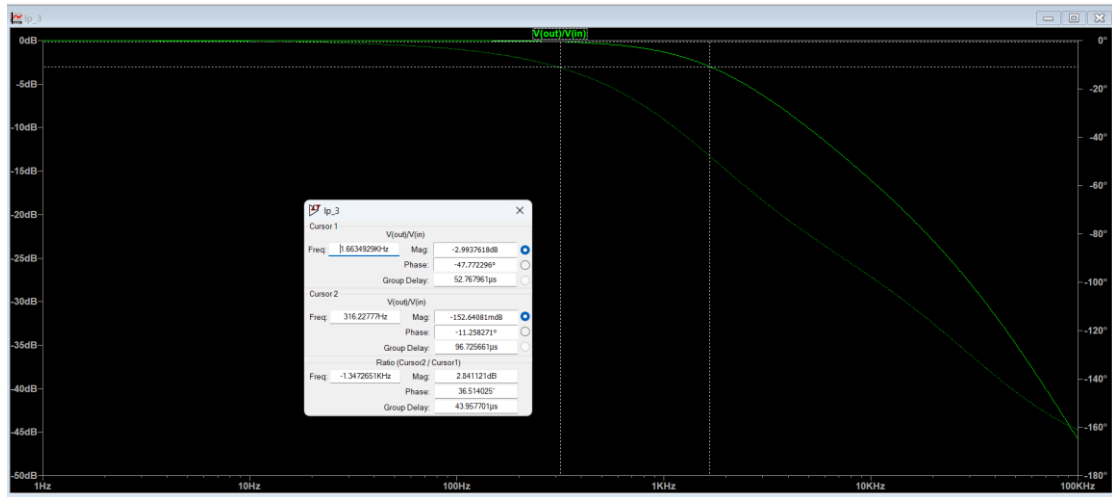 lp_3
V(out)/V(in)
0dB
-5dB
-10dB
-15dB
-20dB
-25dB
-30dB
-35dB
-40dB
-45dB
-50dB
0°
-20°
-40°
-60°
-80°
-100°
-120°
-140°
-160°
-180°
1Hz
10Hz
100Hz
1KHz
10KHz
100KHz
lp_3
Cursor 1
V(out)/V(in)
Freq: 1.6634929KHz Mag: -2.9937618dB
Phase: -47.772296°
Group Delay: 52.767961µs
Cursor 2
V(out)/V(in)
Freq: 316.22777Hz Mag: -152.64081mdB
Phase: -11.258271°
Group Delay: 96.725661µs
Ratio (Cursor2 / Cursor1)
Freq: -1.3472651KHz Mag: 2.841121dB
Phase: 36.514025°
Group Delay: 43.957701µs